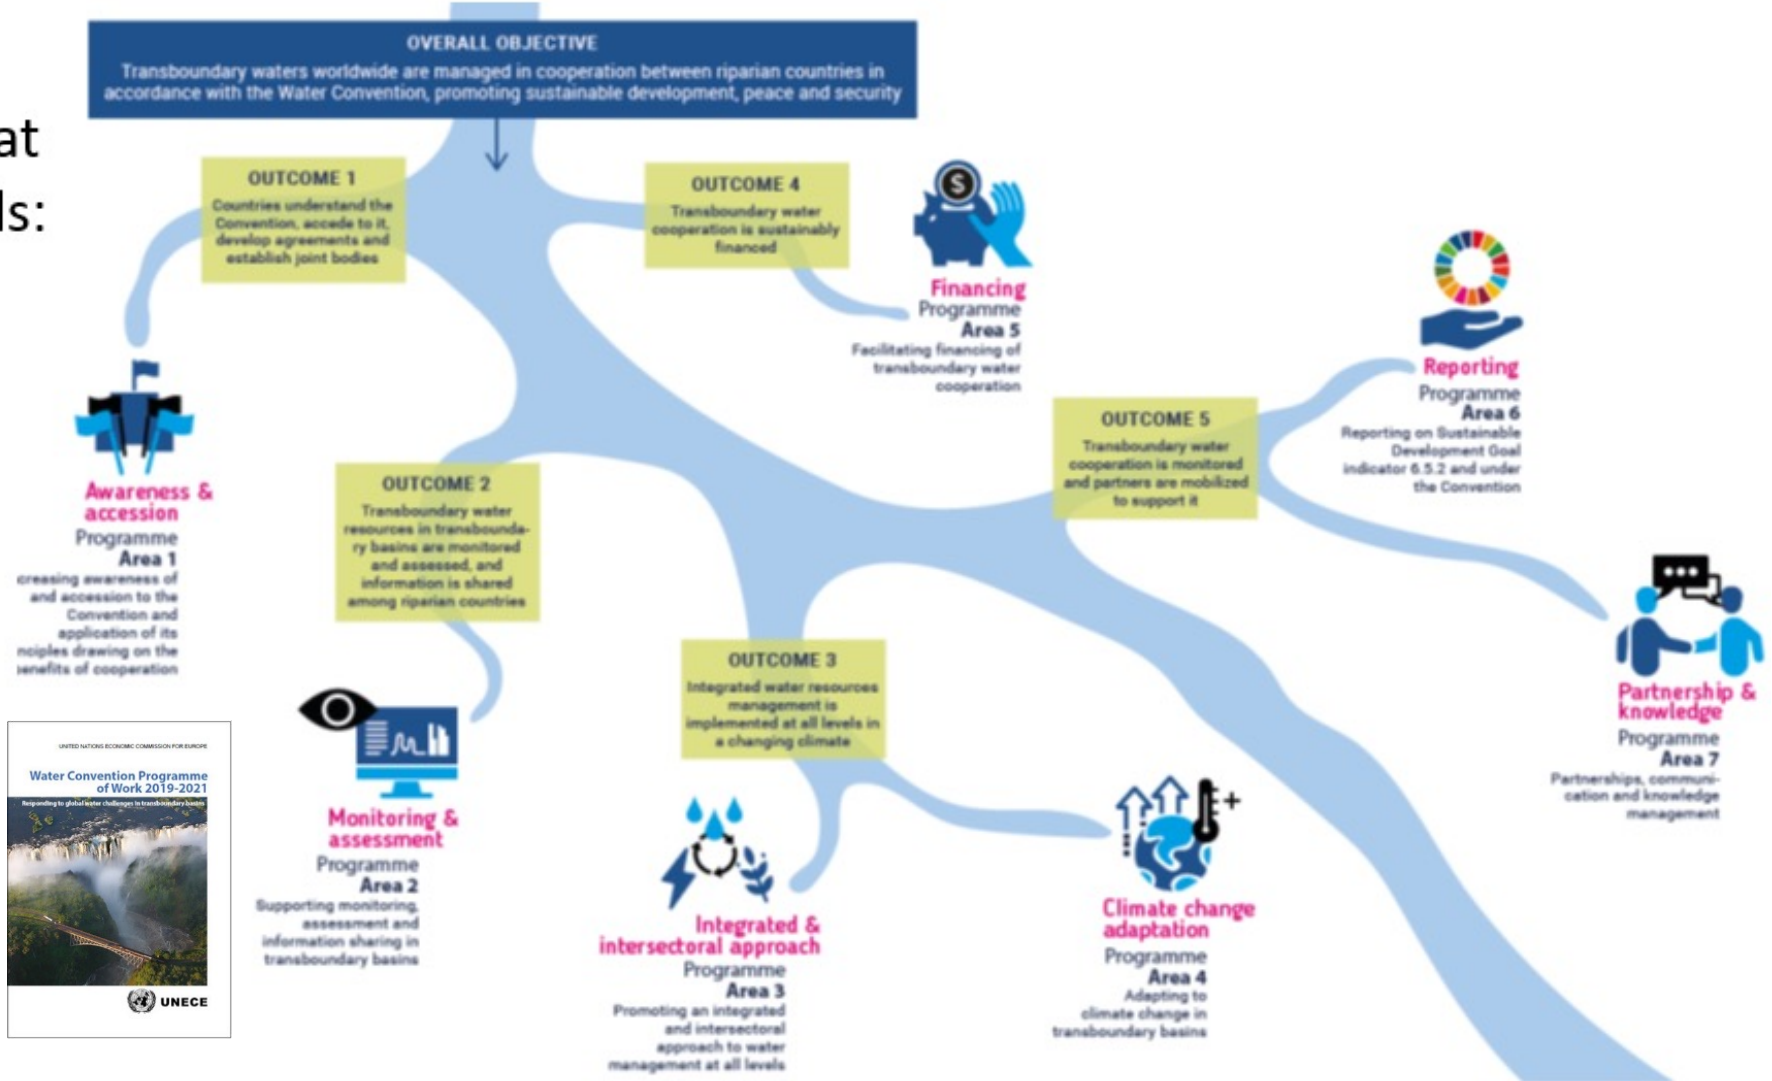 OVERALL OBJECTIVE
Transboundary waters worldwide are managed in cooperation between riparian countries in
accordance with the Water Convention, promoting sustainable development, peace and security
at
ls:
OUTCOME 1
Countries understand the
Convention, accede to it,
develop agreements and
establish joint bodies
OUTCOME 4
Transboundary water
cooperation is sustainably
financed
$
Financing
Programme
Area 5
Facilitating financing of
transboundary water
cooperation
Reporting
Programme
Area 6
Reporting on Sustainable
Development Goal
indicator 6.5.2 and under
the Convention
OUTCOME 5
Transboundary water
cooperation is monitored
and partners are mobilized
to support it
Awareness &
accession
Programme
Area 1
creasing awareness of
and accession to the
Convention and
application of its
nciples drawing on the
benefits of cooperation
OUTCOME 2
Transboundary water
resources in transbounda-
ry basins are monitored
and assessed, and
information is shared
among riparian countries
Partnership &
knowledge
Programme
Area 7
Partnerships, communi-
cation and knowledge
management
OUTCOME 3
Integrated water resources
management is
implemented at all levels in
a changing climate
Monitoring &
assessment
Programme
Area 2
Supporting monitoring,
assessment and
information sharing in
transboundary basins
Integrated &
intersectoral approach
Programme
Area 3
Promoting an integrated
and intersectoral
approach to water
management at all levels
Climate change
adaptation
Programme
Area 4
Adapting to
climate change in
transboundary basins
UNITED NATIONS ECONOMIC COMMISSION FOR EUROPE
Water Convention Programme
of Work 2019-2021
Responding to global water challenges in transboundary basins
UNECE